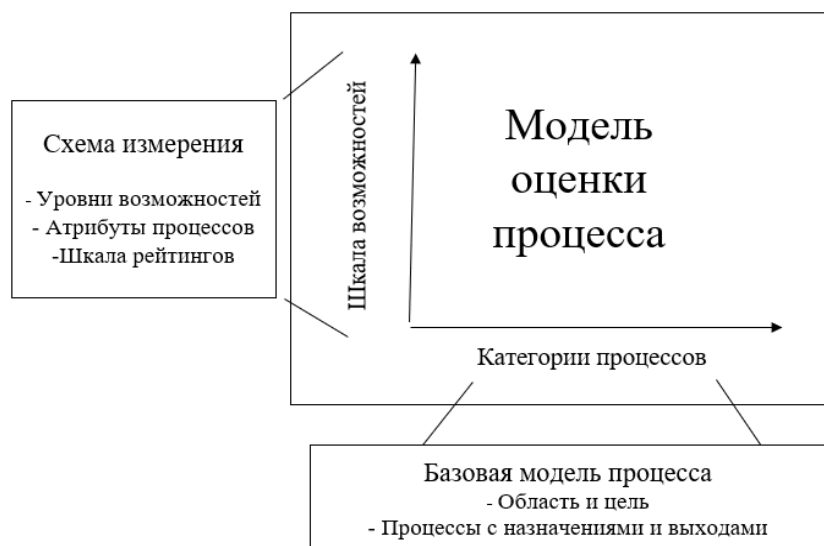 Схема измерения
- Уровни возможностей
- Атрибуты процессов
-Шкала рейтингов
Шкала возможностей
Модель
оценки
процесса
Категории процессов
Базовая модель процесса
- Область и цель
- Процессы с назначениями и выходами